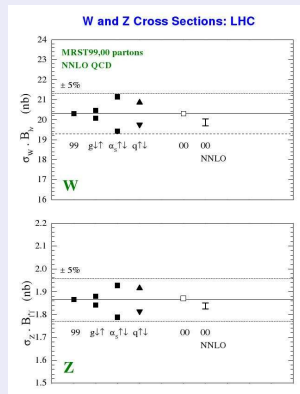 W and Z Cross Sections: LHC
24
23
22
21
20
19
18
17
16
σW . Blν (nb)
MRST99,00 partons
NNLO QCD
± 5%
99 g↓↑ αS↑↓ q↑↓ 00 00
NNLO
W
2.2
2.1
2.0
1.9
1.8
1.7
1.6
1.5
σZ . Bl+l- (nb)
± 5%
99 g↓↑ αS↑↓ q↑↓ 00 00
NNLO
Z